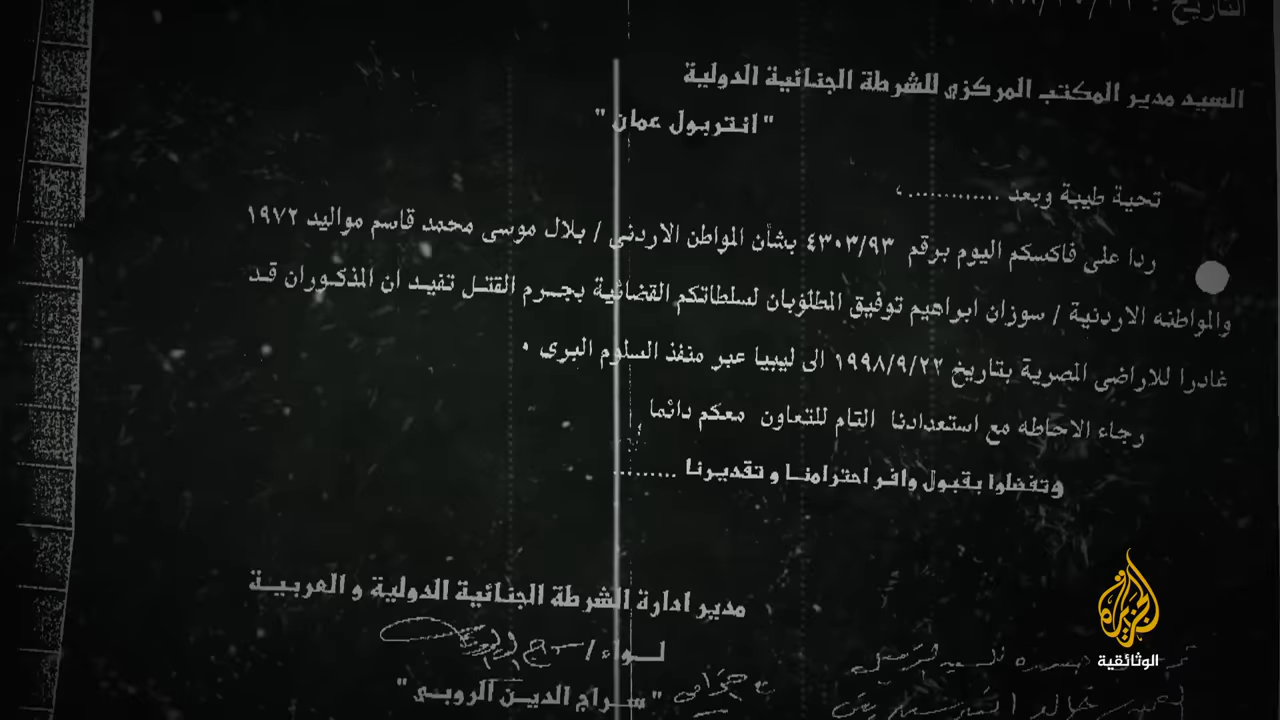 التاريخ :
السيد مدير المكتب المركزي للشرطة الجنائية الدولية
" انتربول عمان "
تحية طيبة وبعد ............. ،
ردا على فاكسكم اليوم برقم ٤٣٠٣/٩٣ بشأن المواطن الاردنى / بلال موسى محمد قاسم مواليد ١٩٧٢
والمواطنه الاردنية / سوزان ابراهيم توفيق المطلوبان لسلطاتكم القضائية بجرم القتل تفيد ان المذكوران قد
غادرا للاراضى المصرية بتاريخ ١٩٩٨/٩/٢٢ الى ليبيا عبر منفذ السلوم البرى .
رجاء الاحاطه مع استعدادنا التام للتعاون معكم دائما ,
وتفضلوا بقبول وافر احترامنا و تقديرنا .........
مدير ادارة الشرطة الجنائية الدولية و العربية
لواء /
" سراج الدين الروبي "
الجزيرة
الوثائقية